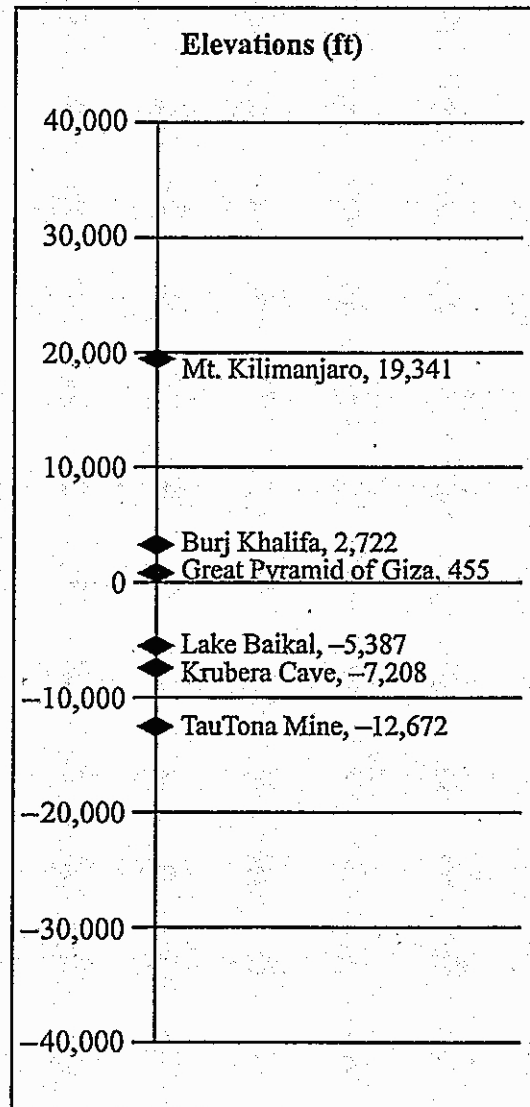 Elevations (ft)
40,000
30,000
20,000
Mt. Kilimanjaro, 19,341
10,000
Burj Khalifa, 2,722
Great Pyramid of Giza, 455
0
Lake Baikal, –5,387
Krubera Cave, –7,208
–10,000
TauTona Mine, –12,672
–20,000
–30,000
–40,000